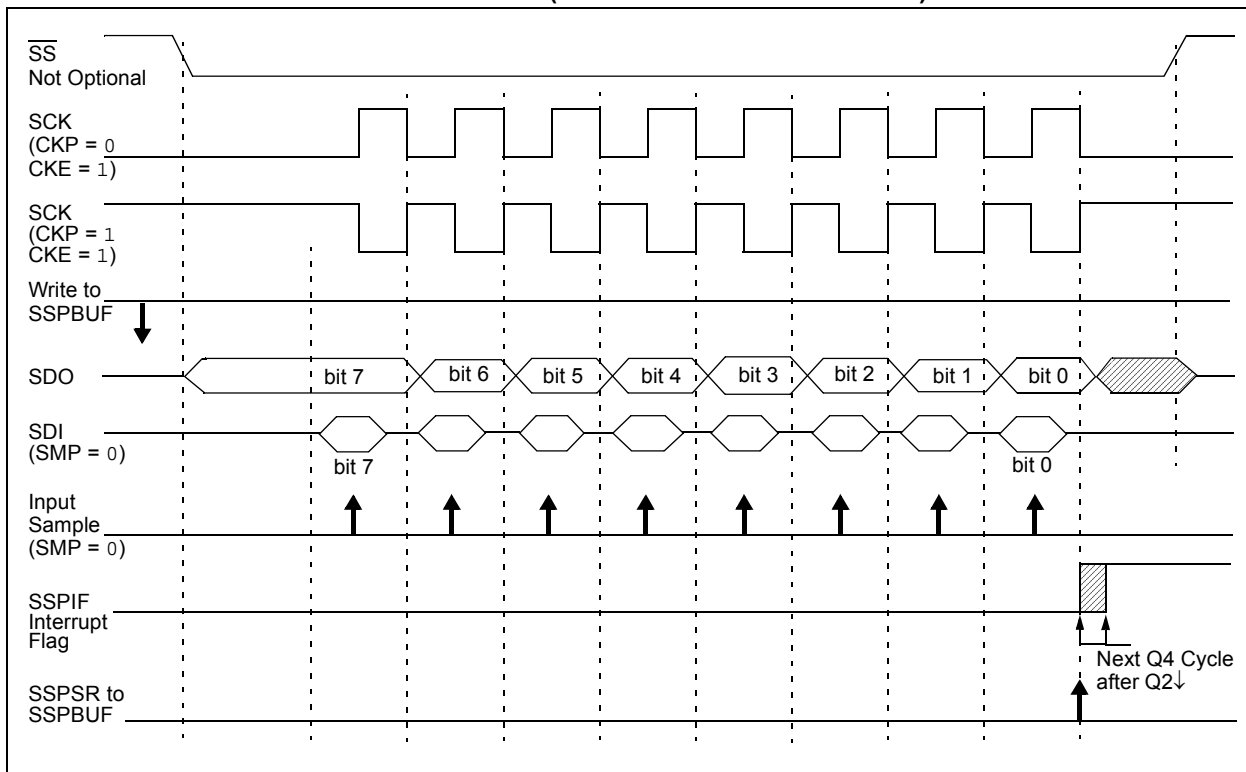 SS
Not Optional
SCK
(CKP = 0
CKE = 1)
SCK
(CKP = 1
CKE = 1)
Write to
SSPBUF
SDO
bit 7
bit 6
bit 5
bit 4
bit 3
bit 2
bit 1
bit 0
SDI
(SMP = 0)
bit 7
bit 0
Input
Sample
(SMP = 0)
SSPIF
Interrupt
Flag
Next Q4 Cycle
after Q2↓
SSPSR to
SSPBUF